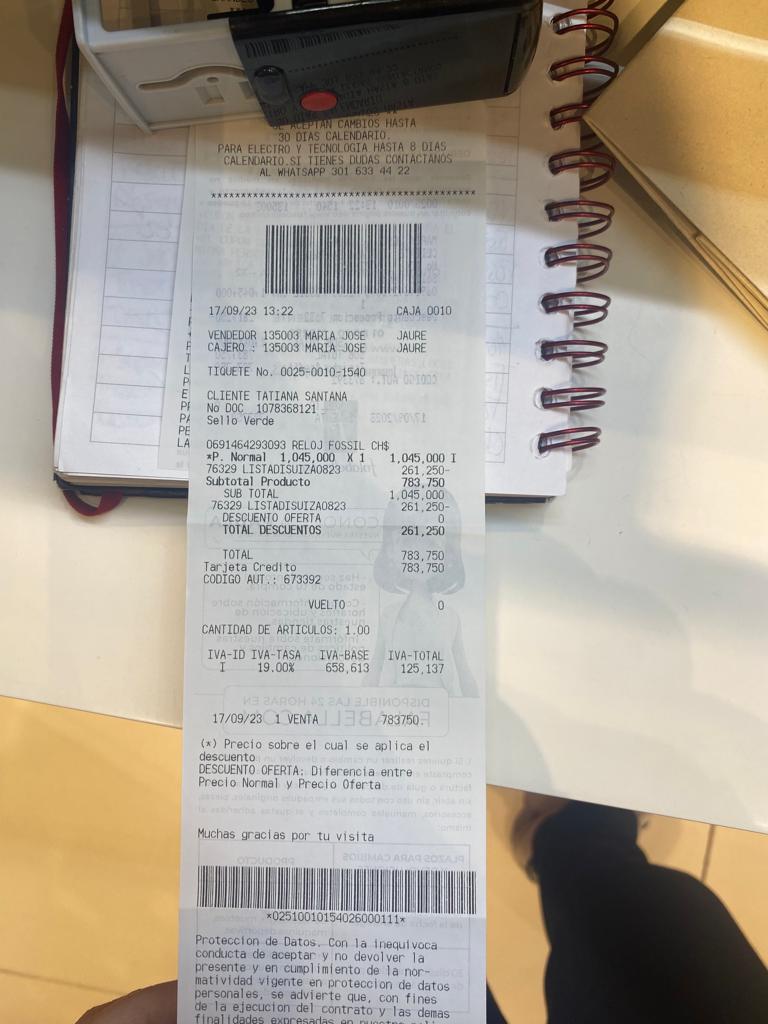 SE ACEPTAN CAMBIOS HASTA
30 DIAS CALENDARIO.
PARA ELECTRO Y TECNOLOGIA HASTA 8 DIAS
CALENDARIO.SI TIENES DUDAS CONTACTANOS
AL WHATSAPP 301 633 44 22
******************************************
17/09/23 13:22 CAJA 0010
VENDEDOR 135003 MARIA JOSE JAURE
CAJERO : 135003 MARIA JOSE JAURE
TIQUETE No. 0025-0010-1540
CLIENTE TATIANA SANTANA
No DOC 1078368121
Sello Verde
0691464293093 RELOJ FOSSIL CH$
*P. Normal 1,045,000 X 1 1,045,000 I
76329 LISTADISUIZA0823 261,250-
Subtotal Producto 783,750
SUB TOTAL 1,045,000
76329 LISTADISUIZA0823 261,250-
DESCUENTO OFERTA 0
TOTAL DESCUENTOS 261,250
TOTAL 783,750
Tarjeta Credito 783,750
CODIGO AUT.: 673392
VUELTO 0
CANTIDAD DE ARTICULOS: 1.00
IVA-ID IVA-TASA IVA-BASE IVA-TOTAL
I 19.00% 658,613 125,137
17/09/23 1 VENTA 783750.
(*) Precio sobre el cual se aplica el
descuento
DESCUENTO OFERTA: Diferencia entre
Precio Normal y Precio Oferta
Muchas gracias por tu visita
*02510010154026000111*
Proteccion de Datos. Con la inequivoca
conducta de aceptar y no devolver la
presente y en cumplimiento de la nor-
matividad vigente en proteccion de datos
personales, se advierte que, con fines
de la ejecucion del contrato y las demas
finalidades expresadas en nuestra